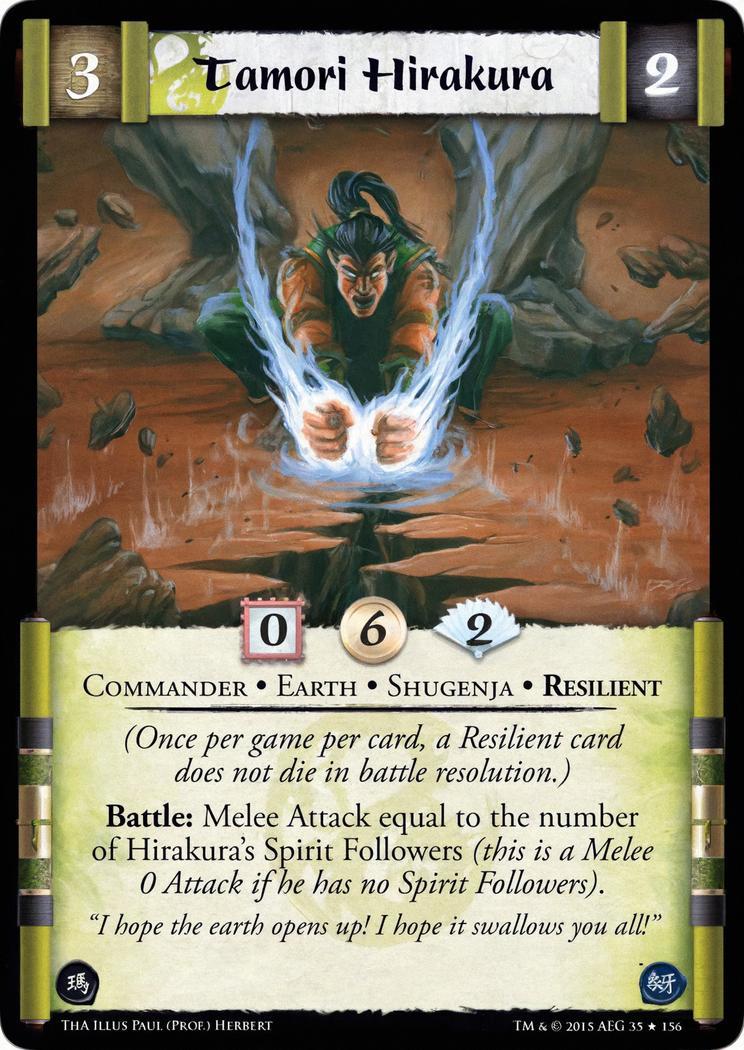 3
Tamori Hirakura
2
0
6
2
Commander • Earth • Shugenja • Resilient
(Once per game per card, a Resilient card
does not die in battle resolution.)
Battle: Melee Attack equal to the number
of Hirakura's Spirit Followers (this is a Melee
0 Attack if he has no Spirit Followers).
“I hope the earth opens up! I hope it swallows you all!”
瑪
Tha Illus Paul (Prof.) Herbert
TM & © 2015 AEG 35 ★ 156